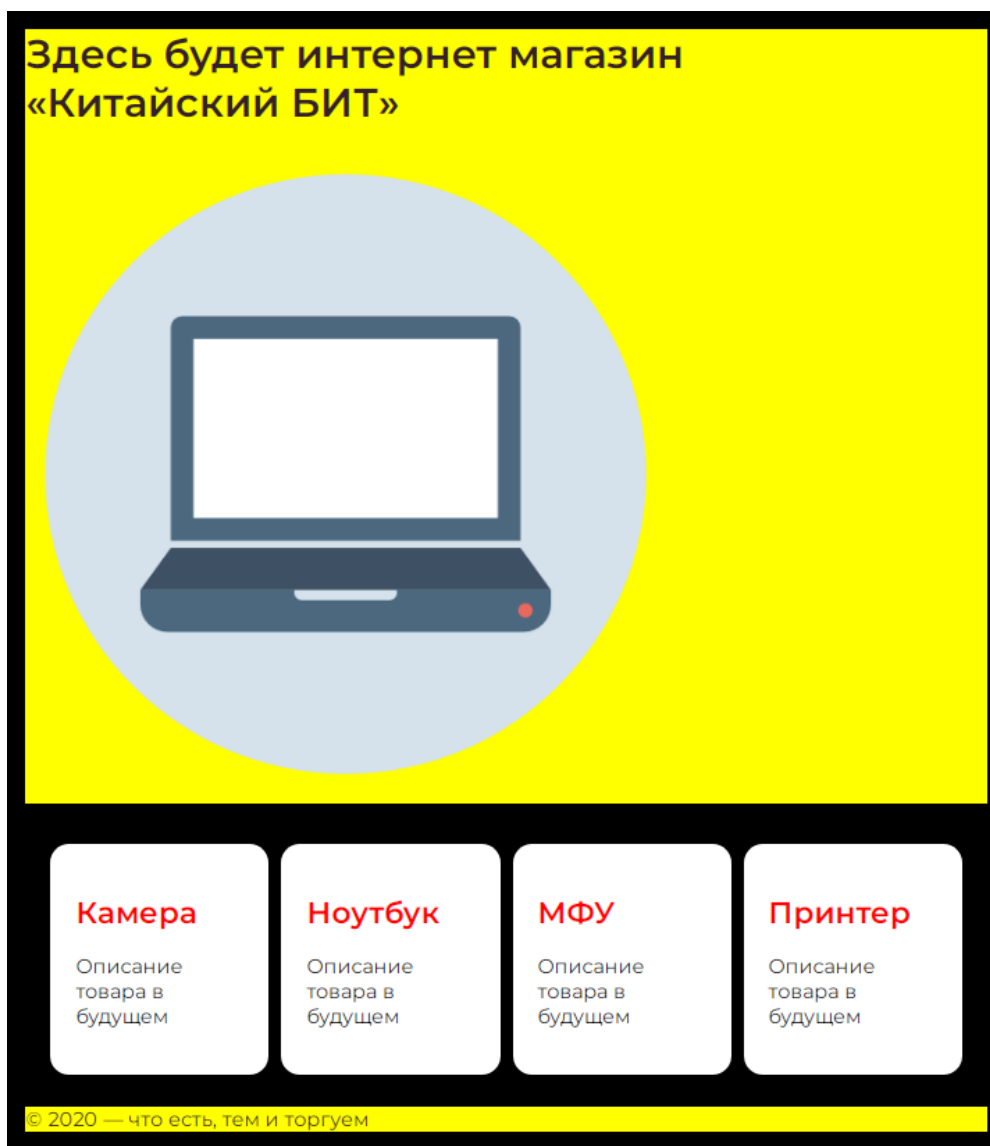 Здесь будет интернет магазин
«Китайский БИТ»
Камера
Описание
товара в
будущем
Ноутбук
Описание
товара в
будущем
МФУ
Описание
товара в
будущем
Принтер
Описание
товара в
будущем
© 2020 — что есть, тем и торгуем